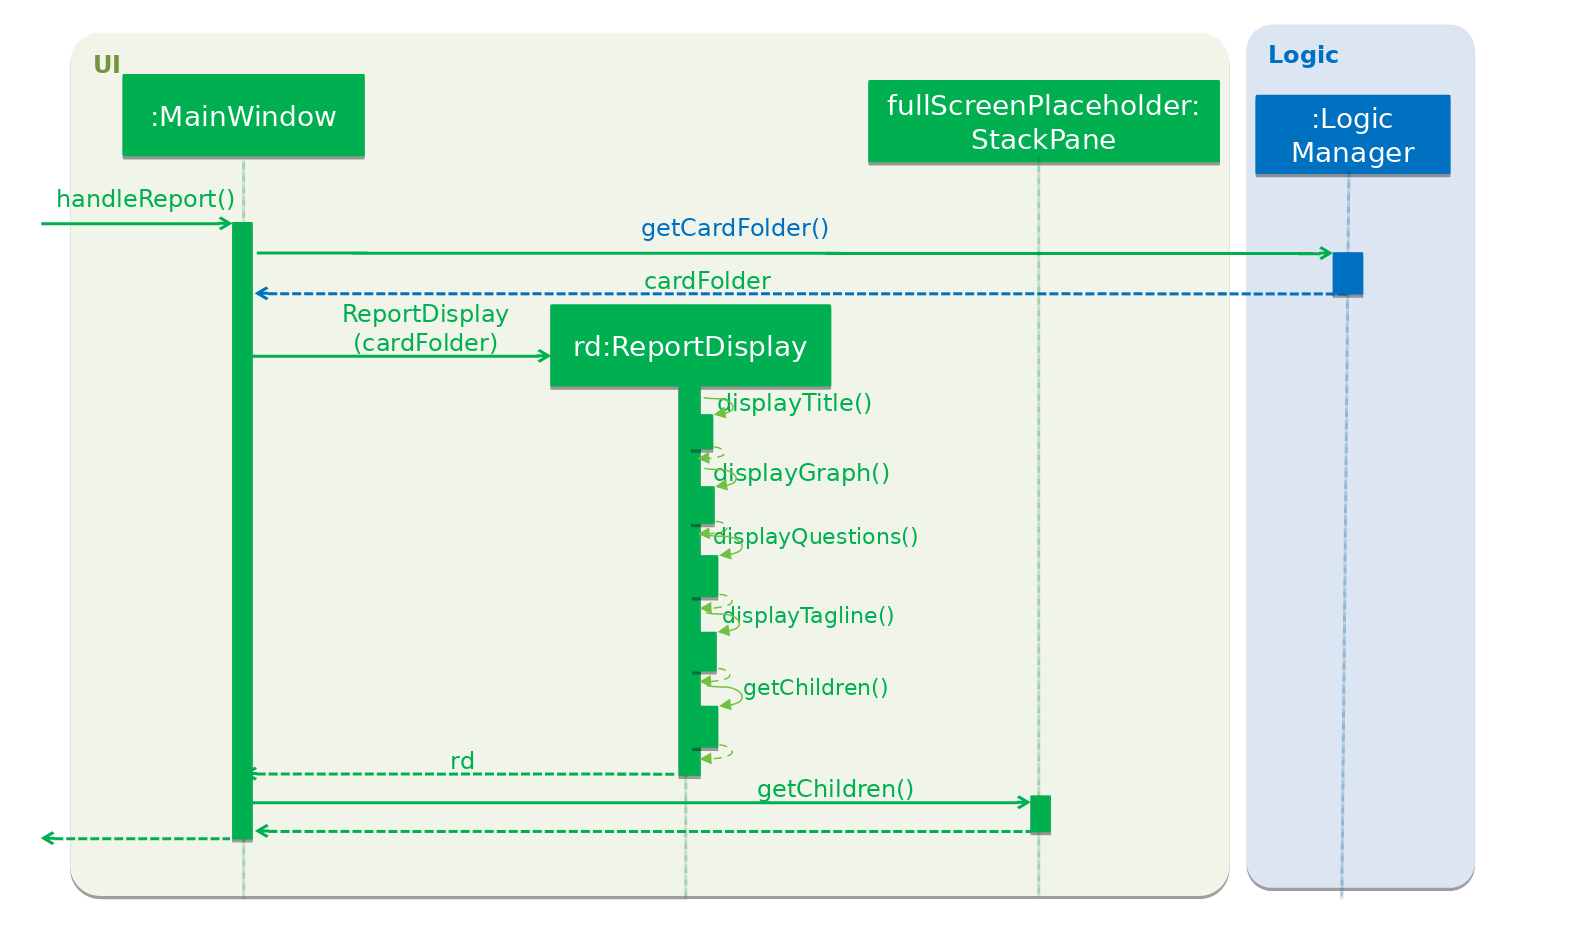 UI
Logic
:MainWindow
fullScreenPlaceholder:
StackPane
:Logic
Manager
handleReport()
getCardFolder()
cardFolder
ReportDisplay
(cardFolder)
rd:ReportDisplay
displayTitle()
displayGraph()
displayQuestions()
displayTagline()
getChildren()
rd
getChildren()